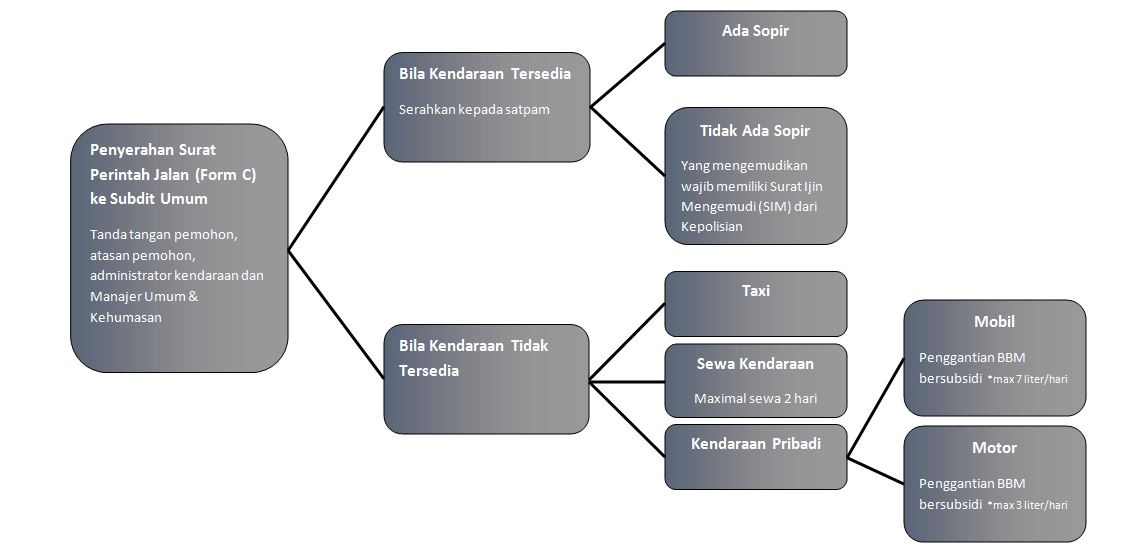 Penyerahan Surat
Perintah Jalan (Form C)
ke Subdit Umum
Tanda tangan pemohon,
atasan pemohon,
administrator kendaraan dan
Manajer Umum &
Kehumasan
Bila Kendaraan Tersedia
Serahkan kepada satpam
Ada Sopir
Tidak Ada Sopir
Yang mengemudikan
wajib memiliki Surat Ijin
Mengemudi (SIM) dari
Kepolisian
Bila Kendaraan Tidak
Tersedia
Taxi
Sewa Kendaraan
Maximal sewa 2 hari
Kendaraan Pribadi
Mobil
Penggantian BBM
bersubsidi *max 7 liter/hari
Motor
Penggantian BBM
bersubsidi *max 3 liter/hari